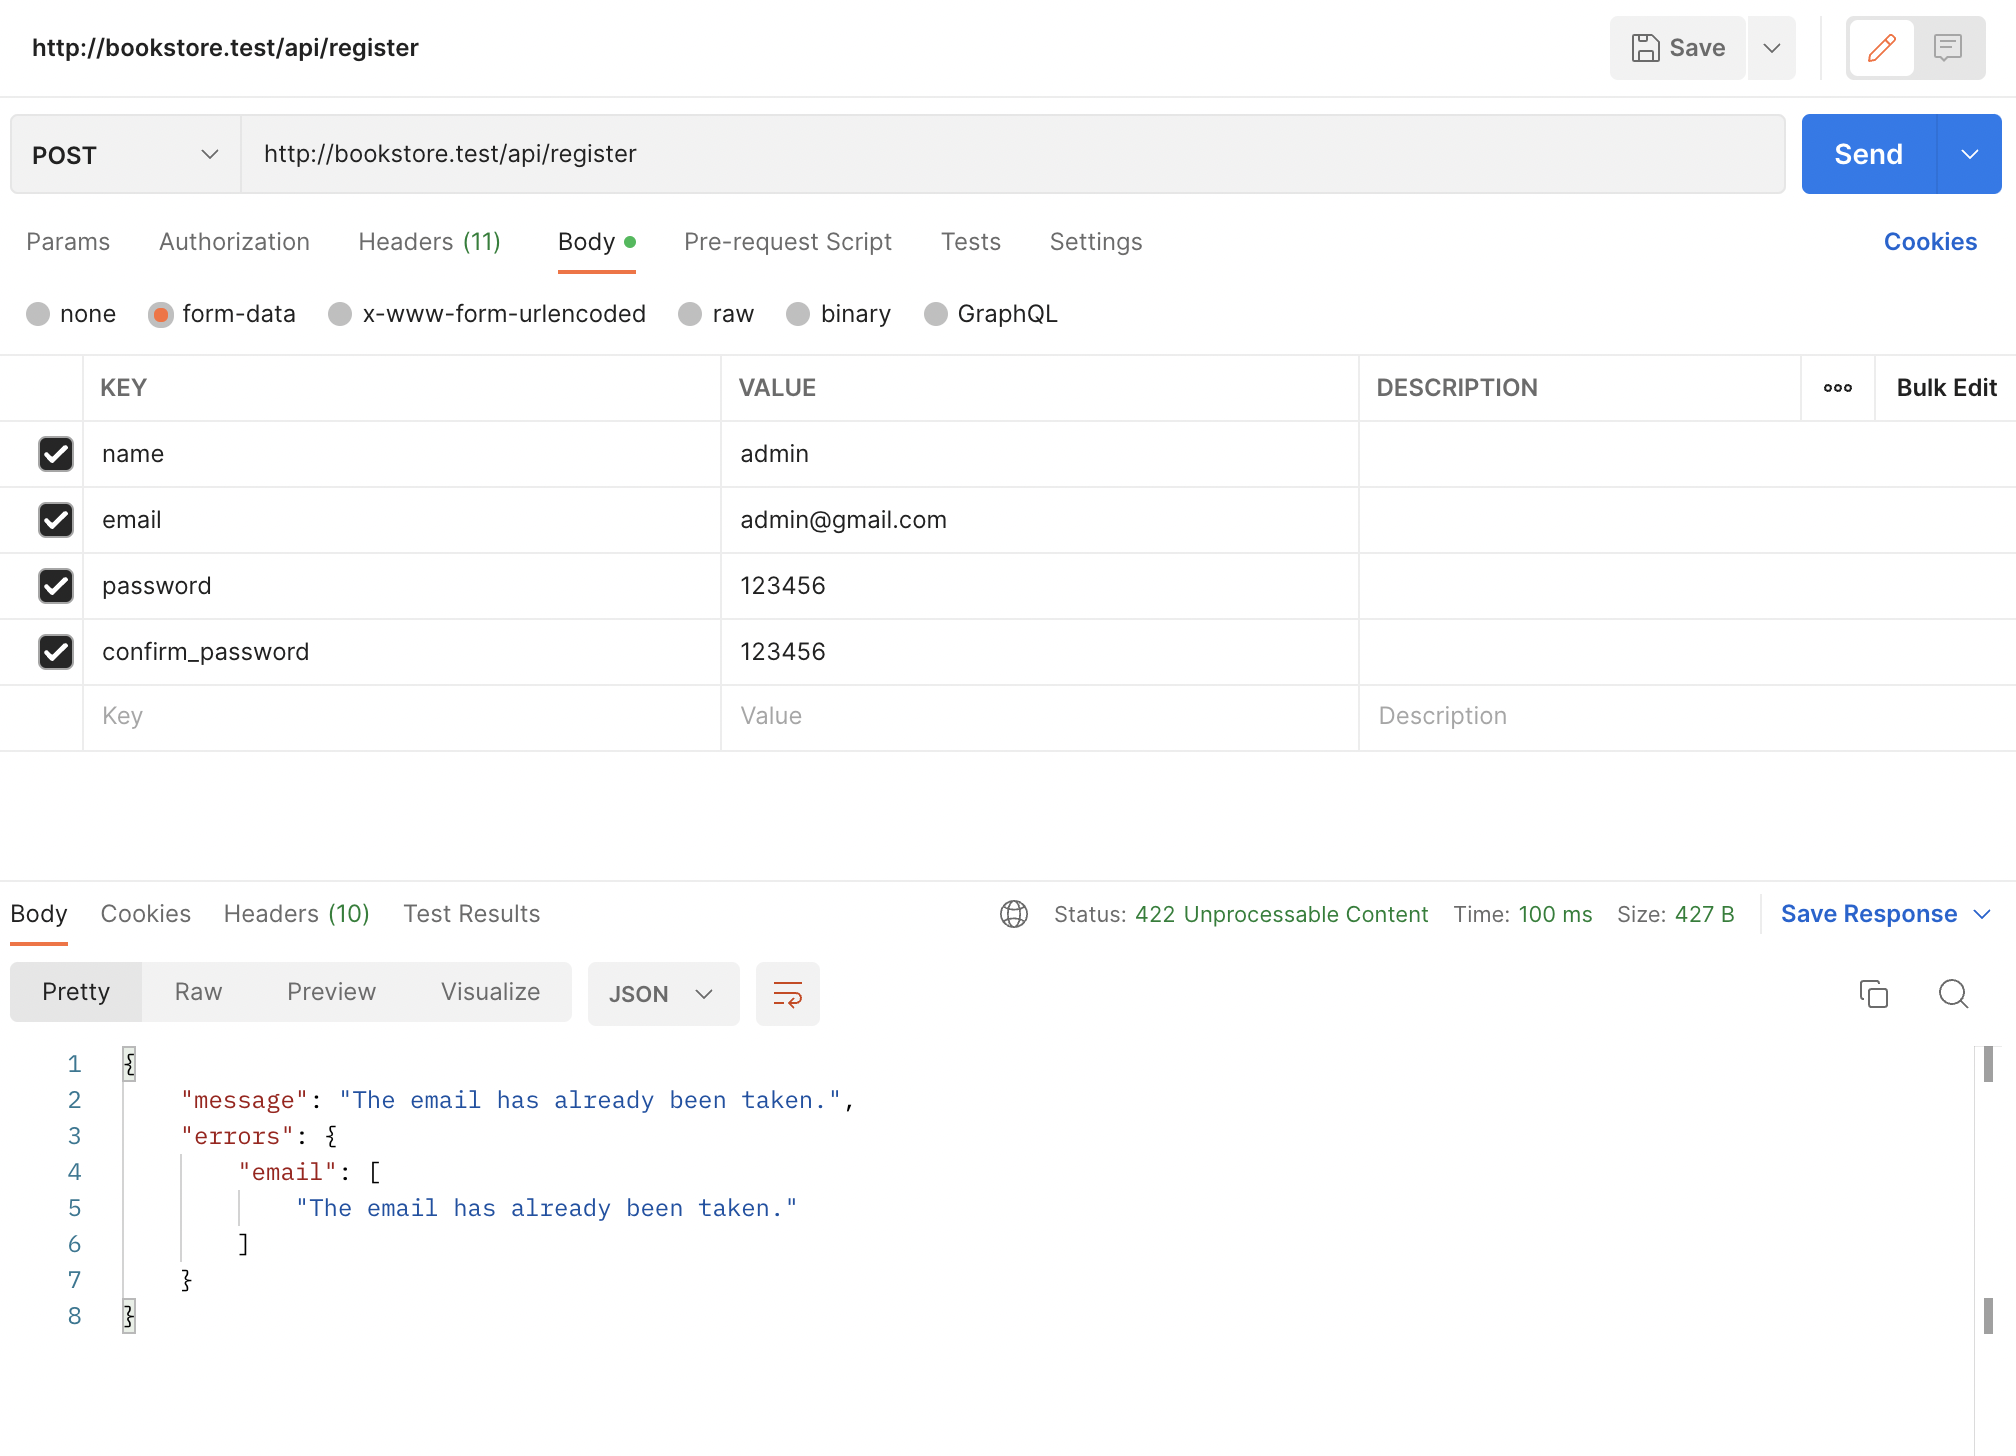 http://bookstore.test/api/register
Save
POST
http://bookstore.test/api/register
Send
Params Authorization Headers (11) Body Pre-request Script Tests Settings Cookies
none form-data x-www-form-urlencoded raw binary GraphQL
KEY VALUE DESCRIPTION ooo Bulk Edit
name admin
email admin@gmail.com
password 123456
confirm_password 123456
Key Value Description
Body Cookies Headers (10) Test Results Status: 422 Unprocessable Content Time: 100 ms Size: 427 B Save Response
Pretty Raw Preview Visualize JSON
1 {
2 "message": "The email has already been taken.",
3 "errors": {
4 "email": [
5 "The email has already been taken."
6 ]
7 }
8 }